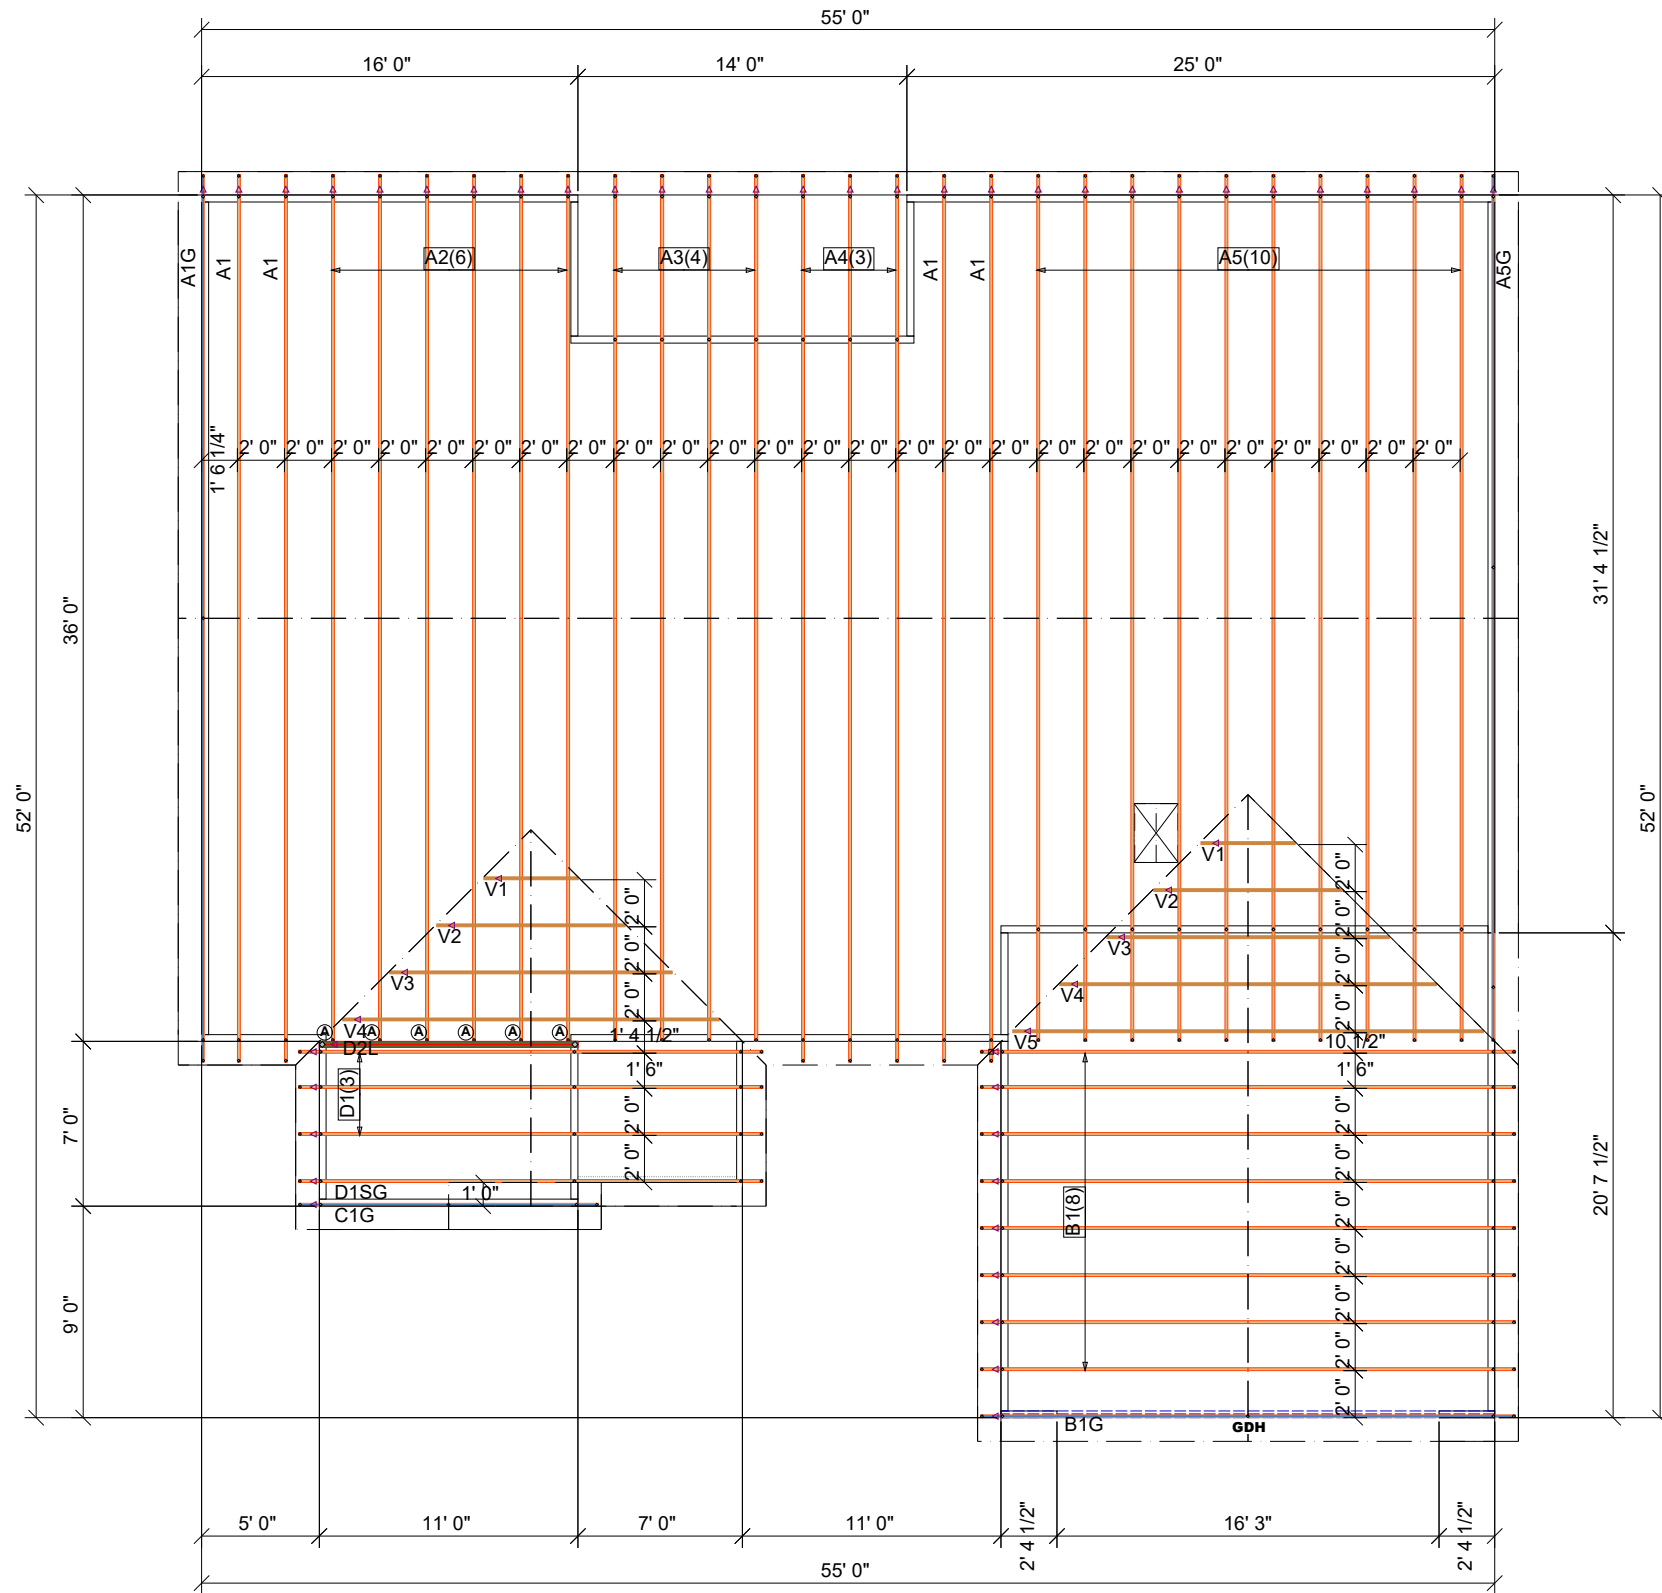 55' 0"
16' 0" 14' 0" 25' 0"
A1G A1 A1 A2(6) A3(4) A4(3) A1 A1 A5(10) A5G
1' 6 1/4" 2' 0" 2' 0" 2' 0" 2' 0" 2' 0" 2' 0" 2' 0" 2' 0" 2' 0" 2' 0" 2' 0" 2' 0" 2' 0" 2' 0" 2' 0" 2' 0" 2' 0" 2' 0" 2' 0" 2' 0" 2' 0" 2' 0" 2' 0" 2' 0" 2' 0" 2' 0"
36' 0"
52' 0"
31' 4 1/2"
52' 0"
V1
V2
V3
V4
2' 0"
2' 0"
2' 0"
A A A A A A
1' 4 1/2"
D2L
D1(3)
1' 6"
2' 0"
2' 0"
D1SG
1' 0"
C1G
7' 0"
9' 0"
V1
V2
V3
V4
V5
2' 0"
2' 0"
2' 0"
2' 0"
10 1/2"
1' 6"
B1(8)
2' 0"
2' 0"
2' 0"
2' 0"
2' 0"
2' 0"
2' 0"
B1G
GDH
20' 7 1/2"
5' 0" 11' 0" 7' 0" 11' 0" 2' 4 1/2" 16' 3" 2' 4 1/2"
55' 0"